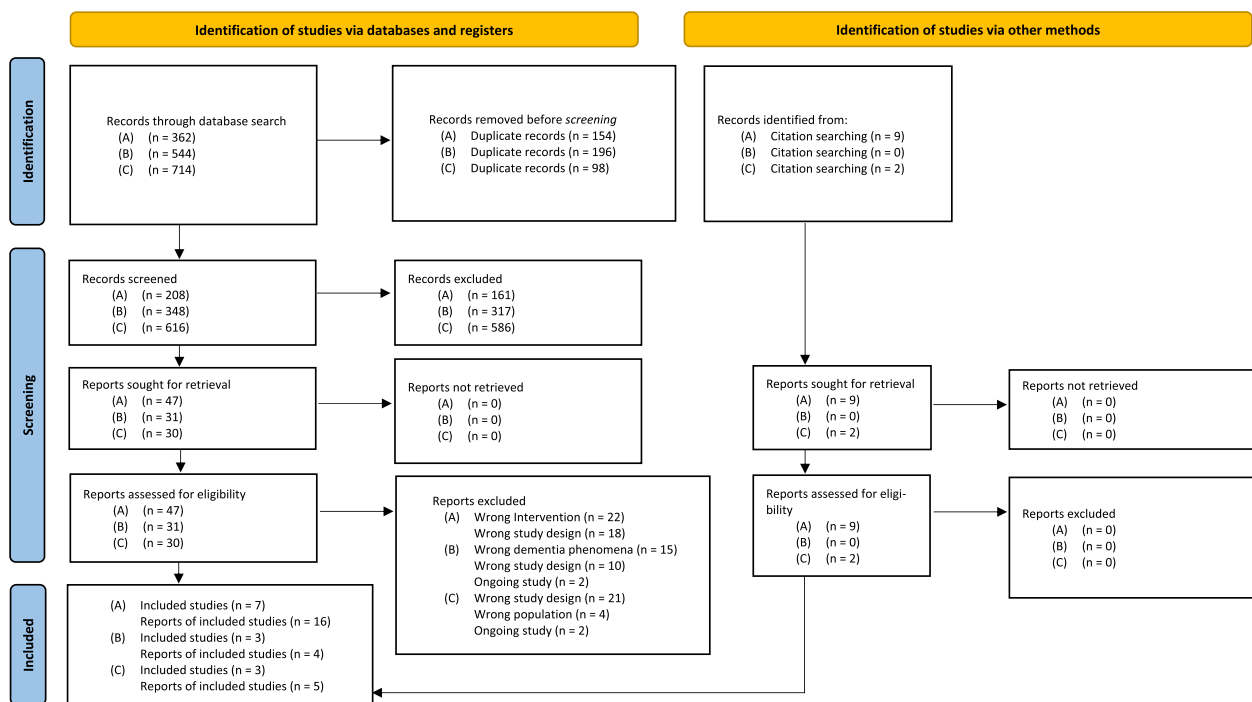 Identification of studies via databases and registers
Identification of studies via other methods
Identification
Records through database search
(A) (n = 362)
(B) (n = 544)
(C) (n = 714)
Records removed before screening
(A) Duplicate records (n = 154)
(B) Duplicate records (n = 196)
(C) Duplicate records (n = 98)
Records identified from:
(A) Citation searching (n = 9)
(B) Citation searching (n = 0)
(C) Citation searching (n = 2)
Screening
Records screened
(A) (n = 208)
(B) (n = 348)
(C) (n = 616)
Records excluded
(A) (n = 161)
(B) (n = 317)
(C) (n = 586)
Reports sought for retrieval
(A) (n = 47)
(B) (n = 31)
(C) (n = 30)
Reports not retrieved
(A) (n = 0)
(B) (n = 0)
(C) (n = 0)
Reports sought for retrieval
(A) (n = 9)
(B) (n = 0)
(C) (n = 2)
Reports not retrieved
(A) (n = 0)
(B) (n = 0)
(C) (n = 0)
Reports assessed for eligibility
(A) (n = 47)
(B) (n = 31)
(C) (n = 30)
Reports excluded
(A) Wrong Intervention (n = 22)
Wrong study design (n = 18)
(B) Wrong dementia phenomena (n = 15)
Wrong study design (n = 10)
Ongoing study (n = 2)
(C) Wrong study design (n = 21)
Wrong population (n = 4)
Ongoing study (n = 2)
Reports assessed for eligi-
bility
(A) (n = 9)
(B) (n = 0)
(C) (n = 2)
Reports excluded
(A) (n = 0)
(B) (n = 0)
(C) (n = 0)
Included
(A) Included studies (n = 7)
Reports of included studies (n = 16)
(B) Included studies (n = 3)
Reports of included studies (n = 4)
(C) Included studies (n = 3)
Reports of included studies (n = 5)